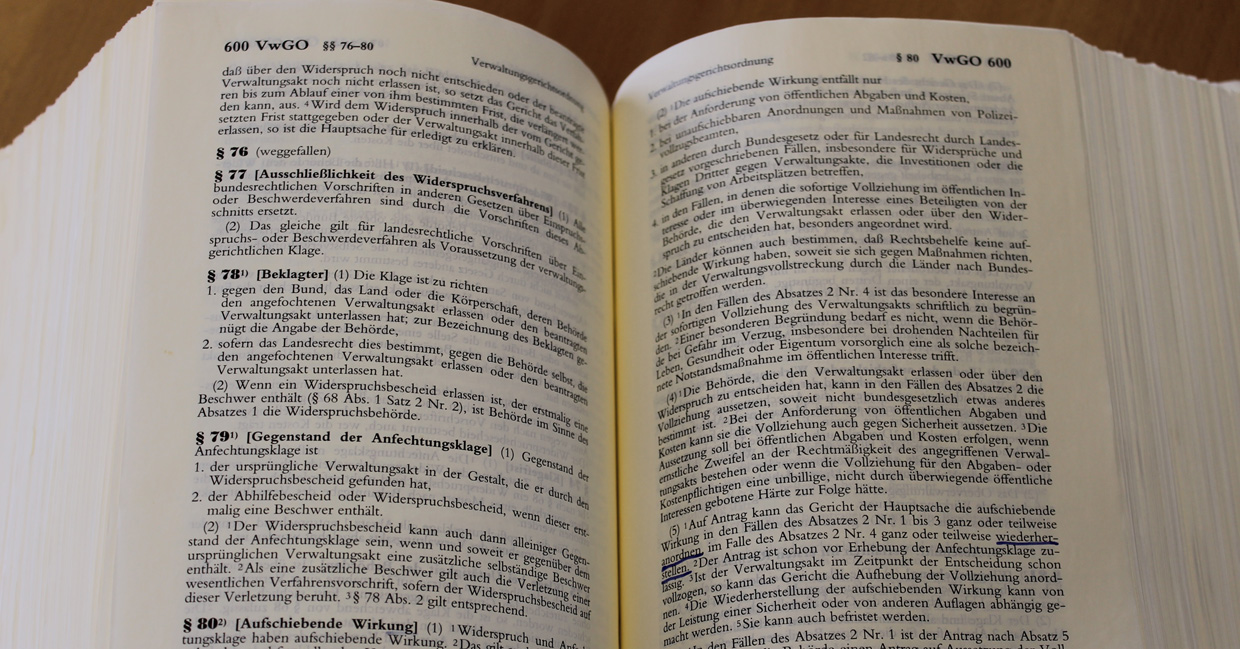 600 VwGO §§ 76–80
Verwaltungsgerichtsordnung
daß über den Widerspruch noch nicht entschieden oder der beantragte
Verwaltungsakt noch nicht erlassen ist, so setzt das Gericht das Verfah-
ren bis zum Ablauf einer von ihm bestimmten Frist, die verlängert wer-
den kann, aus. ⁴Wird dem Widerspruch innerhalb der vom Gericht ge-
setzten Frist stattgegeben oder der Verwaltungsakt innerhalb dieser Frist
erlassen, so ist die Hauptsache für erledigt zu erklären.
§ 76 (weggefallen)
§ 77 [Ausschließlichkeit des Widerspruchsverfahrens] (1) Alle
bundesrechtlichen Vorschriften in anderen Gesetzen über Einspruchs-
oder Beschwerdeverfahren sind durch die Vorschriften dieses Ab-
schnitts ersetzt.
(2) Das gleiche gilt für landesrechtliche Vorschriften über Ein-
spruchs- oder Beschwerdeverfahren als Voraussetzung der verwaltungs-
gerichtlichen Klage.
§ 78¹⁾ [Beklagter] (1) Die Klage ist zu richten
1. gegen den Bund, das Land oder die Körperschaft, deren Behörde
den angefochtenen Verwaltungsakt erlassen oder den beantragten
Verwaltungsakt unterlassen hat; zur Bezeichnung des Beklagten ge-
nügt die Angabe der Behörde,
2. sofern das Landesrecht dies bestimmt, gegen die Behörde selbst, die
den angefochtenen Verwaltungsakt erlassen oder den beantragten
Verwaltungsakt unterlassen hat.
(2) Wenn ein Widerspruchsbescheid erlassen ist, der erstmalig eine
Beschwer enthält (§ 68 Abs. 1 Satz 2 Nr. 2), ist Behörde im Sinne des
Absatzes 1 die Widerspruchsbehörde.
§ 79¹⁾ [Gegenstand der Anfechtungsklage] (1) Gegenstand der
Anfechtungsklage ist
1. der ursprüngliche Verwaltungsakt in der Gestalt, die er durch den
Widerspruchsbescheid gefunden hat,
2. der Abhilfebescheid oder Widerspruchsbescheid, wenn dieser erst-
malig eine Beschwer enthält.
(2) ¹Der Widerspruchsbescheid kann auch dann alleiniger Gegen-
stand der Anfechtungsklage sein, wenn und soweit er gegenüber dem
ursprünglichen Verwaltungsakt eine zusätzliche selbständige Beschwer
enthält. ²Als eine zusätzliche Beschwer gilt auch die Verletzung einer
wesentlichen Verfahrensvorschrift, sofern der Widerspruchsbescheid auf
dieser Verletzung beruht. ³§ 78 Abs. 2 gilt entsprechend.
§ 80²⁾ [Aufschiebende Wirkung] (1) ¹Widerspruch und Anfech-
tungsklage haben aufschiebende Wirkung. ²Das gilt
Verwaltungsgerichtsordnung
§ 80 VwGO 600
(2) ¹Die aufschiebende Wirkung entfällt nur
1. bei der Anforderung von öffentlichen Abgaben und Kosten,
2. bei unaufschiebbaren Anordnungen und Maßnahmen von Polizei-
vollzugsbeamten,
3. in anderen durch Bundesgesetz oder für Landesrecht durch Landes-
gesetz vorgeschriebenen Fällen, insbesondere für Widersprüche und
Klagen Dritter gegen Verwaltungsakte, die Investitionen oder die
Schaffung von Arbeitsplätzen betreffen,
4. in den Fällen, in denen die sofortige Vollziehung im öffentlichen In-
teresse oder im überwiegenden Interesse eines Beteiligten von der
Behörde, die den Verwaltungsakt erlassen oder über den Wider-
spruch zu entscheiden hat, besonders angeordnet wird.
²Die Länder können auch bestimmen, daß Rechtsbehelfe keine auf-
schiebende Wirkung haben, soweit sie sich gegen Maßnahmen richten,
die in der Verwaltungsvollstreckung durch die Länder nach Bundes-
recht getroffen werden.
(3) ¹In den Fällen des Absatzes 2 Nr. 4 ist das besondere Interesse an
der sofortigen Vollziehung des Verwaltungsakts schriftlich zu begrün-
den. ²Einer besonderen Begründung bedarf es nicht, wenn die Behör-
de bei Gefahr im Verzug, insbesondere bei drohenden Nachteilen für
Leben, Gesundheit oder Eigentum vorsorglich eine als solche bezeich-
nete Notstandsmaßnahme im öffentlichen Interesse trifft.
(4) ¹Die Behörde, die den Verwaltungsakt erlassen oder über den
Widerspruch zu entscheiden hat, kann in den Fällen des Absatzes 2 die
Vollziehung aussetzen, soweit nicht bundesgesetzlich etwas anderes
bestimmt ist. ²Bei der Anforderung von öffentlichen Abgaben und
Kosten kann sie die Vollziehung auch gegen Sicherheit aussetzen. ³Die
Aussetzung soll bei öffentlichen Abgaben und Kosten erfolgen, wenn
ernstliche Zweifel an der Rechtmäßigkeit des angegriffenen Verwal-
tungsakts bestehen oder wenn die Vollziehung für den Abgaben- oder
Kostenpflichtigen eine unbillige, nicht durch überwiegende öffentliche
Interessen gebotene Härte zur Folge hätte.
(5) ¹Auf Antrag kann das Gericht der Hauptsache die aufschiebende
Wirkung in den Fällen des Absatzes 2 Nr. 1 bis 3 ganz oder teilweise
anordnen, im Falle des Absatzes 2 Nr. 4 ganz oder teilweise wiederher-
stellen. ²Der Antrag ist schon vor Erhebung der Anfechtungsklage zu-
lässig. ³Ist der Verwaltungsakt im Zeitpunkt der Entscheidung schon
vollzogen, so kann das Gericht die Aufhebung der Vollziehung anord-
nen. ⁴Die Wiederherstellung der aufschiebenden Wirkung kann von
der Leistung einer Sicherheit oder von anderen Auflagen abhängig ge-
macht werden. ⁵Sie kann auch befristet werden.
In den Fällen des Absatzes 2 Nr. 1 ist der Antrag nach Absatz 5